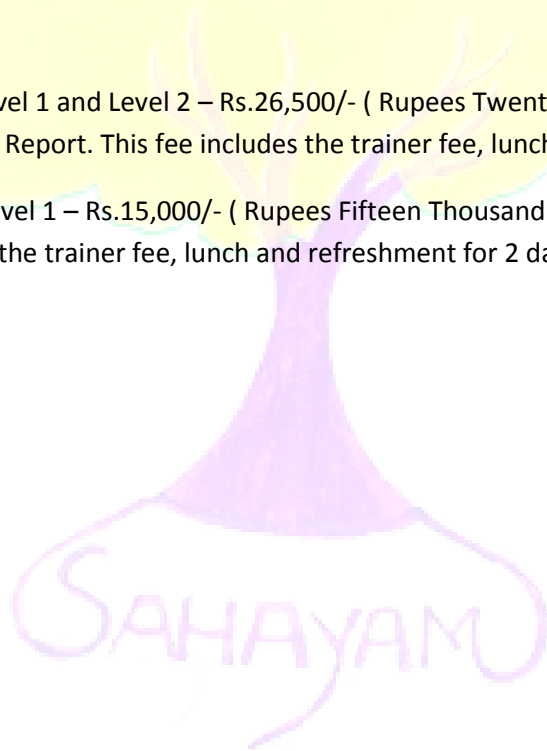 vel 1 and Level 2 – Rs.26,500/- ( Rupees Twent
Report. This fee includes the trainer fee, lunch
vel 1 – Rs.15,000/- ( Rupees Fifteen Thousand
the trainer fee, lunch and refreshment for 2 da
SAHAYAM